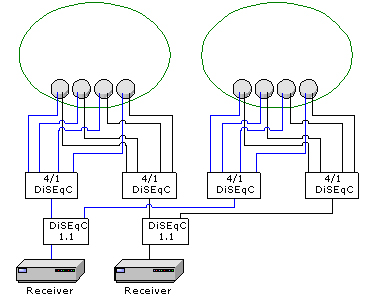 4/1
DiSEqC
4/1
DiSEqC
4/1
DiSEqC
4/1
DiSEqC
DiSEqC
1.1
DiSEqC
1.1
Receiver
Receiver